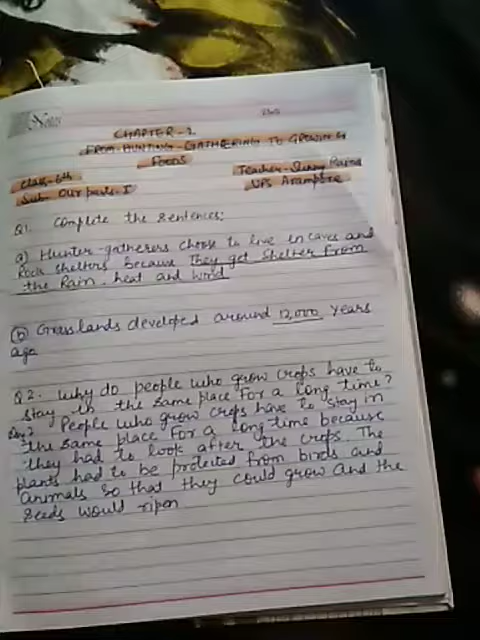 Notes
CHAPTER-2
FROM-HUNTING-GATHERING TO GROWING
FOODS
Class-6th
Teacher-
Sub- Our pasts-I
Q1. Complete the sentences:
a) Hunter-gatherers choose to live in caves and
Rock shelters because They get shelter From
the Rain, heat and wind
(b) Grasslands developed around 12,000 years
ago
Q2. why do people who grow crops have to
stay in the same place For a long time?
Ans? People who grow crops have to stay in
the same place For a long time because
they had to look after the crops. The
plants had to be protected from birds and
animals so that they could grow and the
seeds would ripen